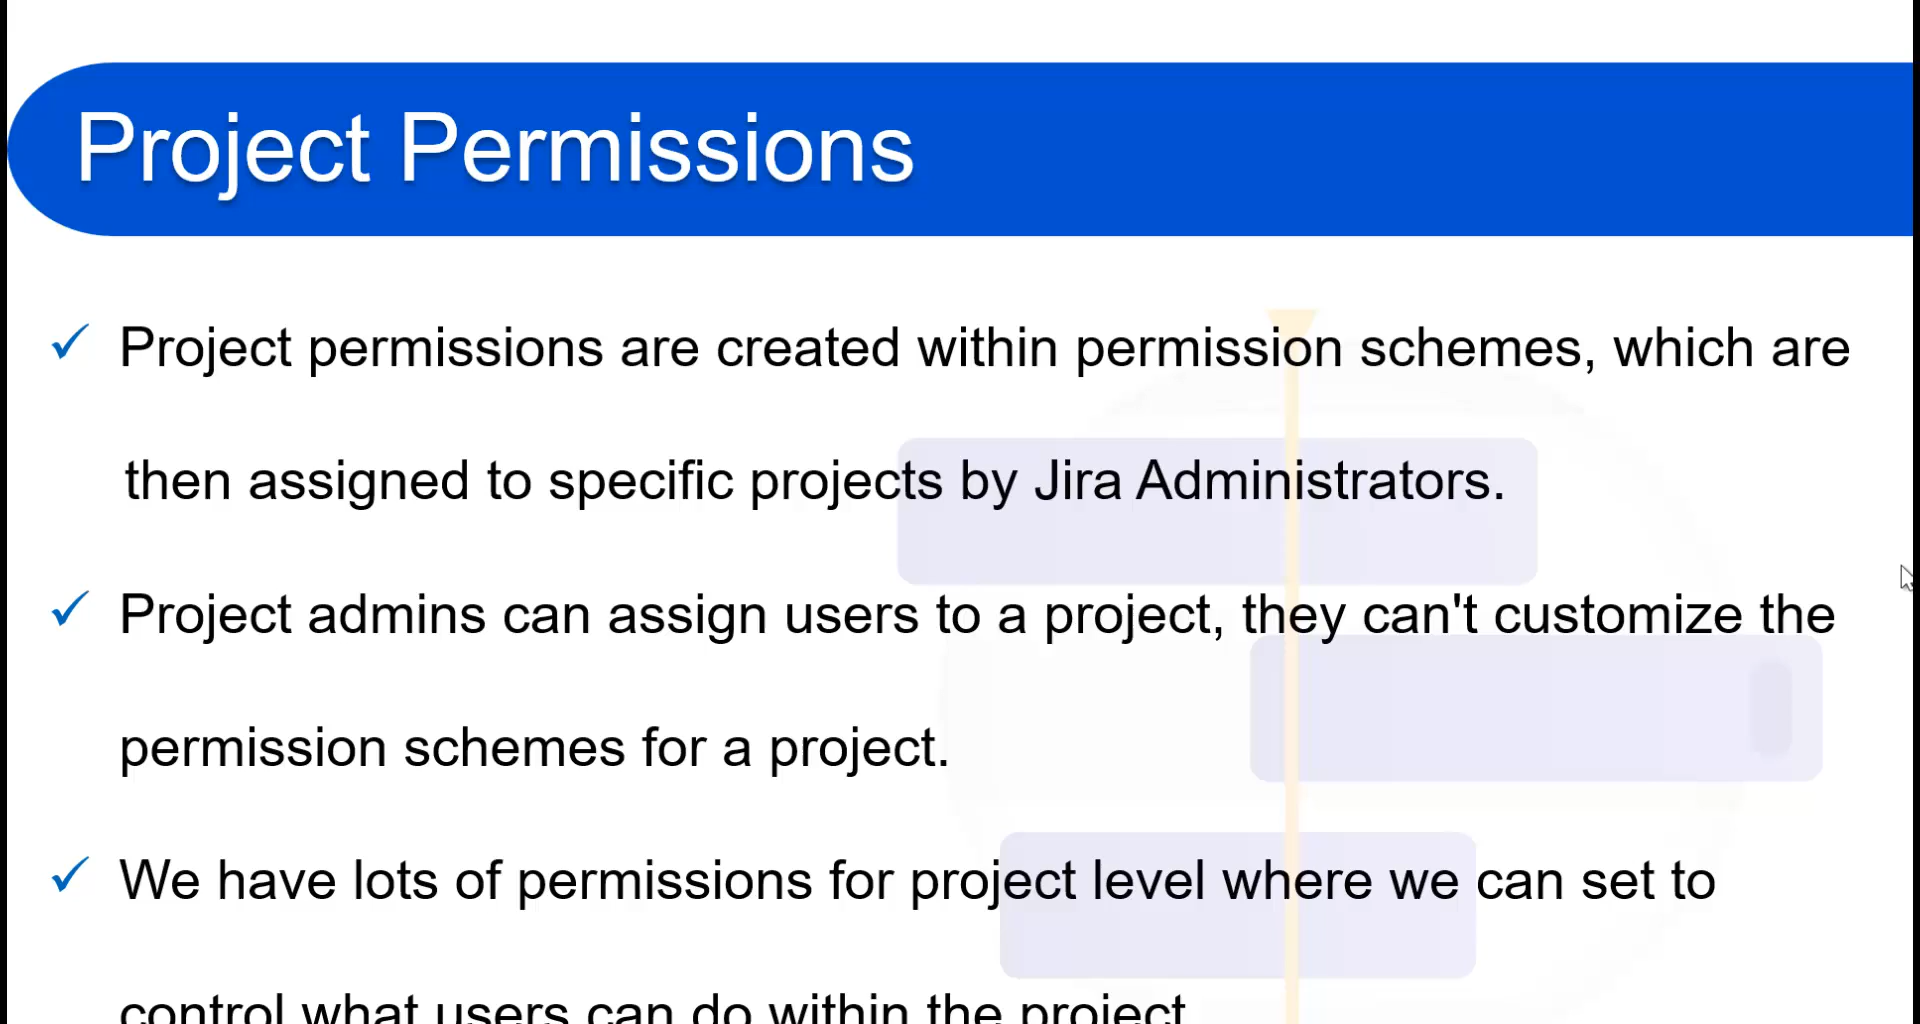 Project Permissions
Project permissions are created within permission schemes, which are
then assigned to specific projects by Jira Administrators.
Project admins can assign users to a project, they can't customize the
permission schemes for a project.
We have lots of permissions for project level where we can set to
control what users can do within the project